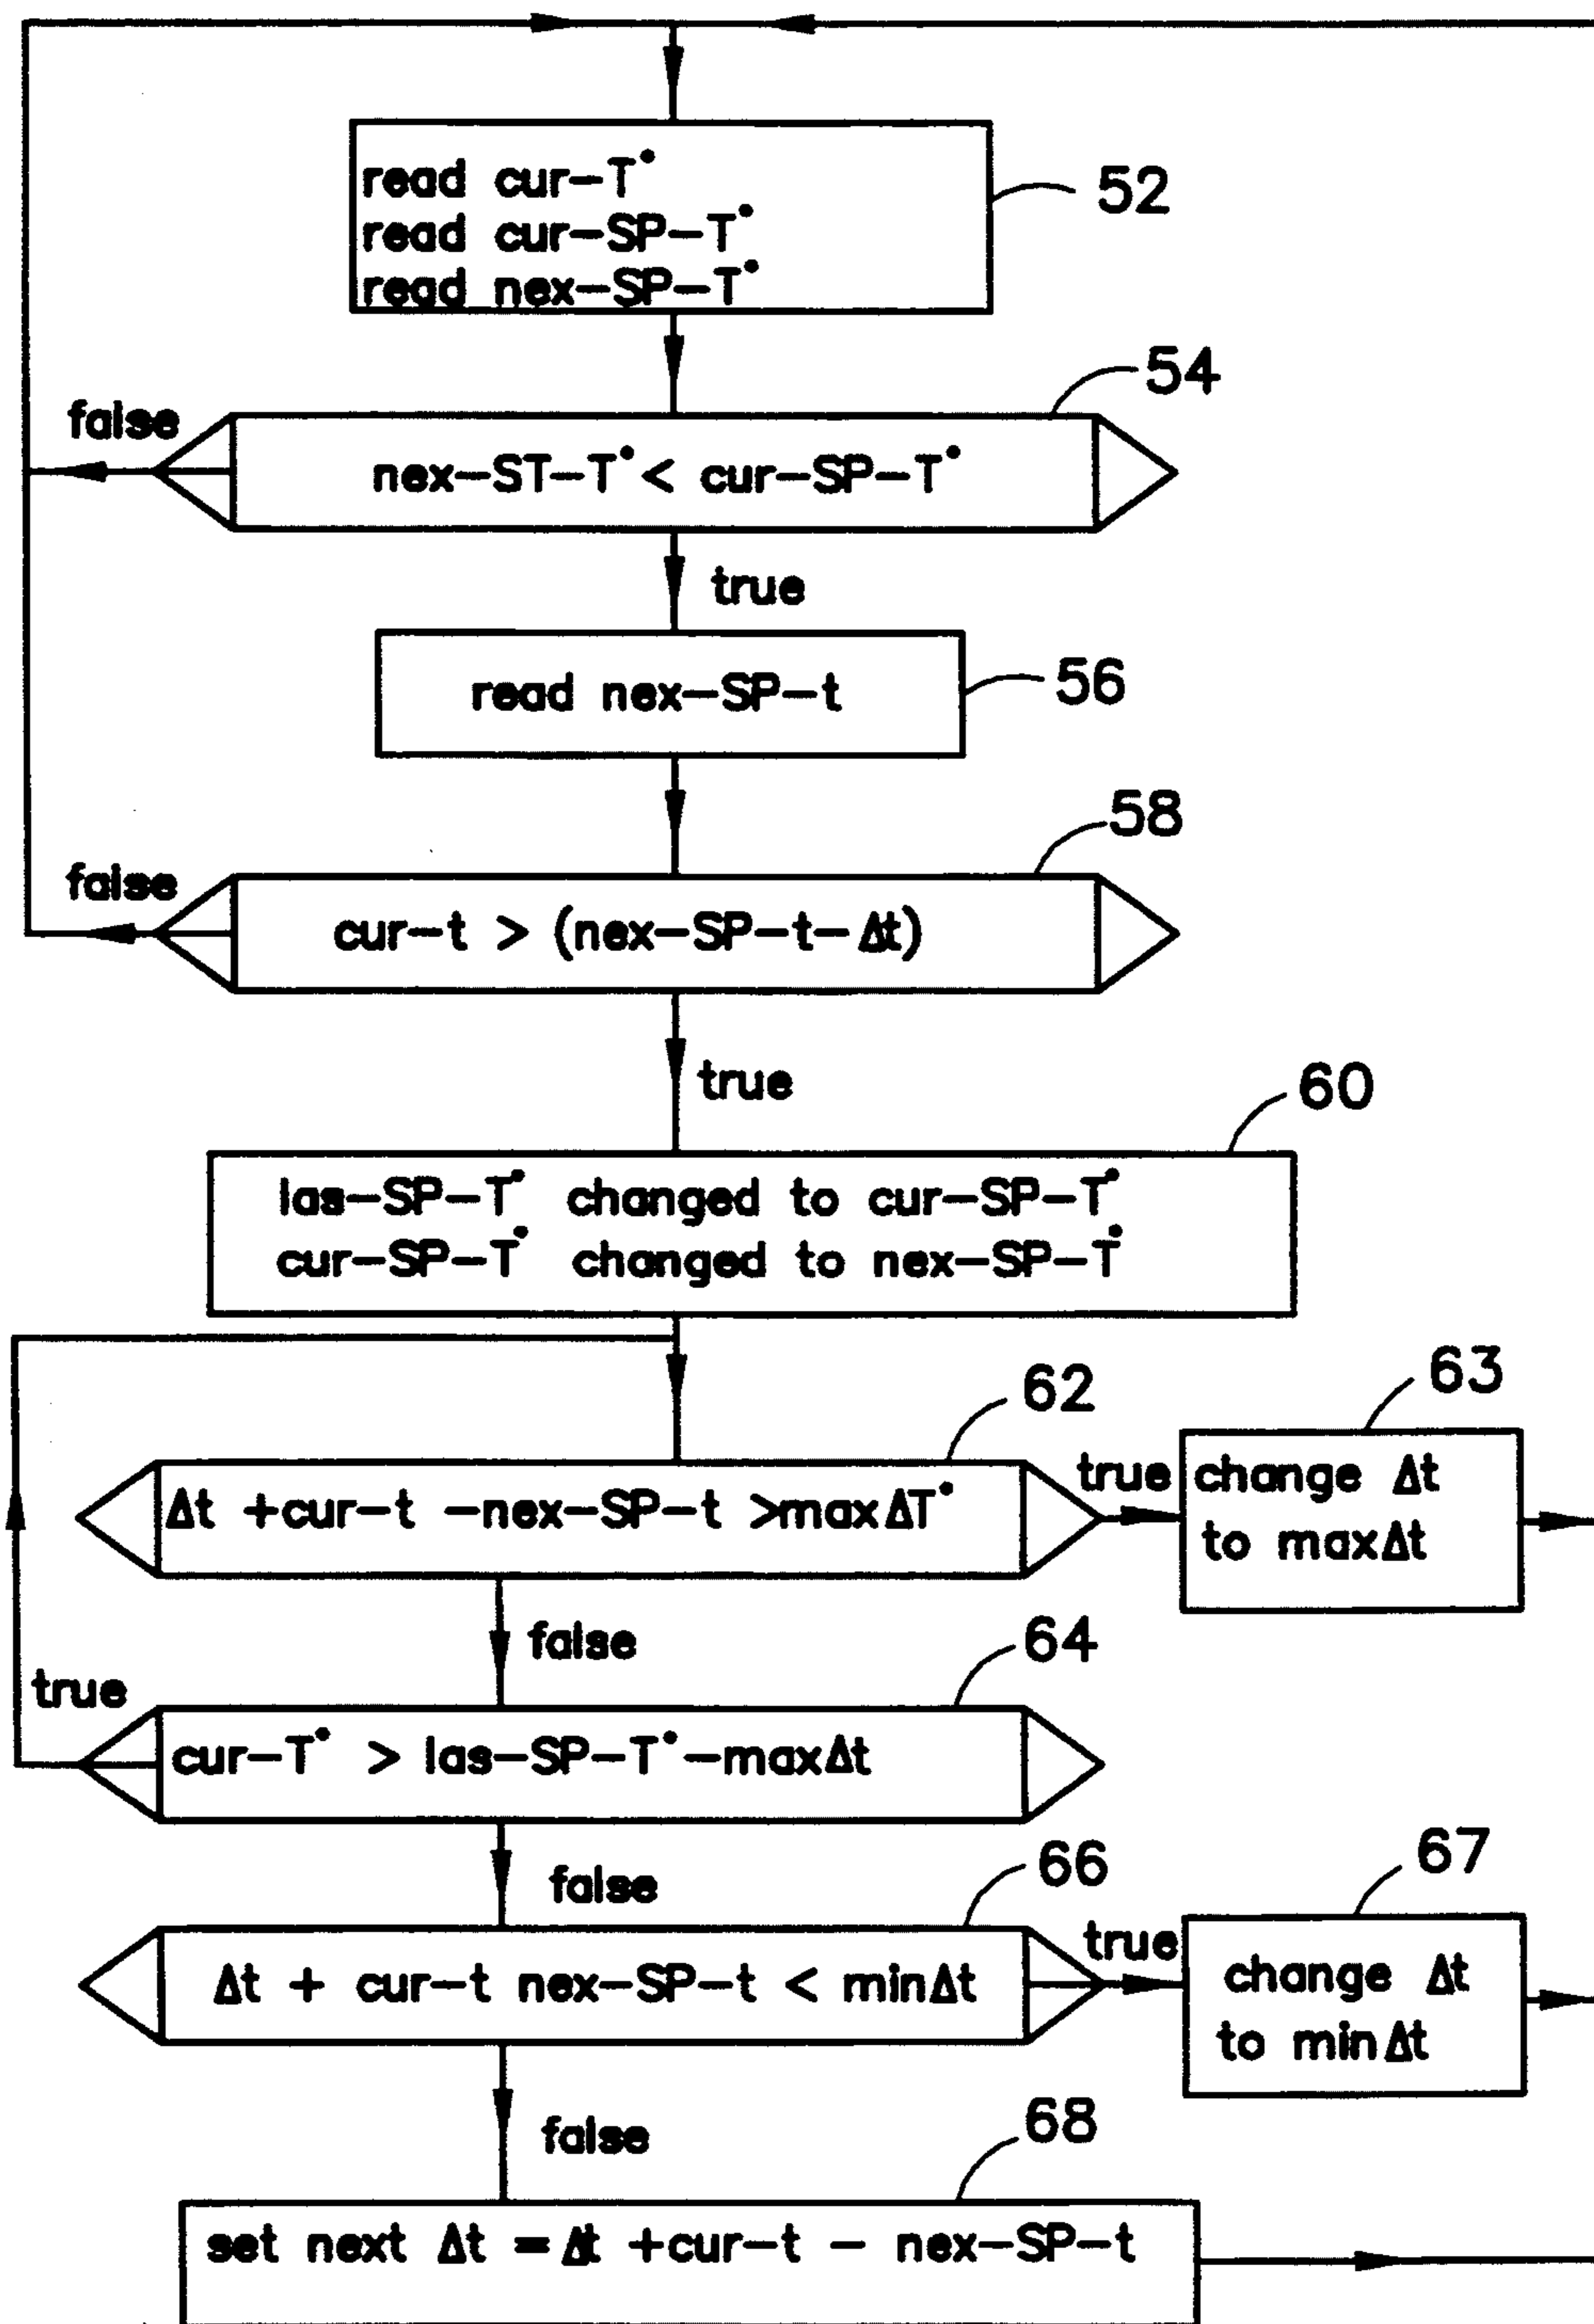 read cur-T°
read cur-SP-T°
read nex-SP-T°
52
54
false
nex-ST-T° < cur-SP-T°
true
read nex-SP-t
56
58
false
cur-t > (nex-SP-t-Δt)
true
60
las-SP-T° changed to cur-SP-T°
cur-SP-T° changed to nex-SP-T°
62
63
Δt +cur-t -nex-SP-t >maxΔT°
true
change Δt
to maxΔt
false
64
true
cur-T° > las-SP-T°-maxΔt
false
66
67
Δt + cur-t nex-SP-t < minΔt
true
change Δt
to minΔt
false
68
set next Δt = Δt +cur-t - nex-SP-t